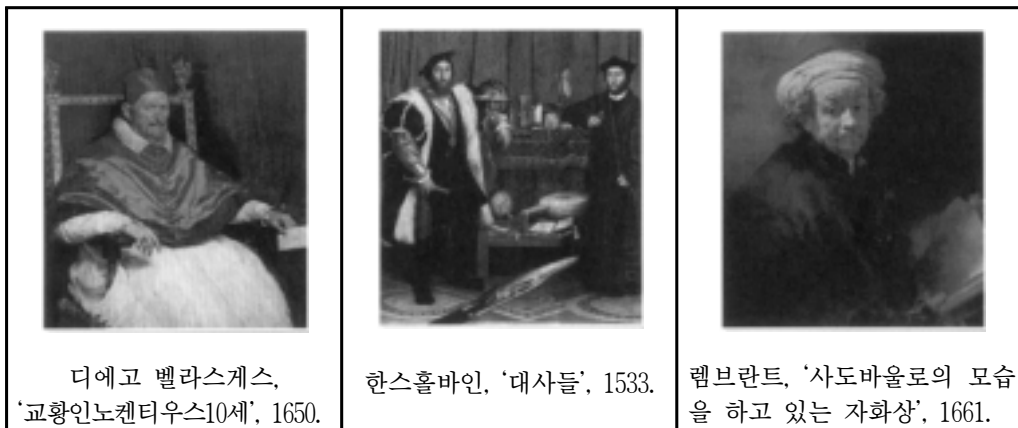 디에고 벨라스게스,
‘교황인노켄티우스10세’, 1650.
한스홀바인, ‘대사들’, 1533.
렘브란트, ‘사도바울로의 모습
을 하고 있는 자화상’, 1661.